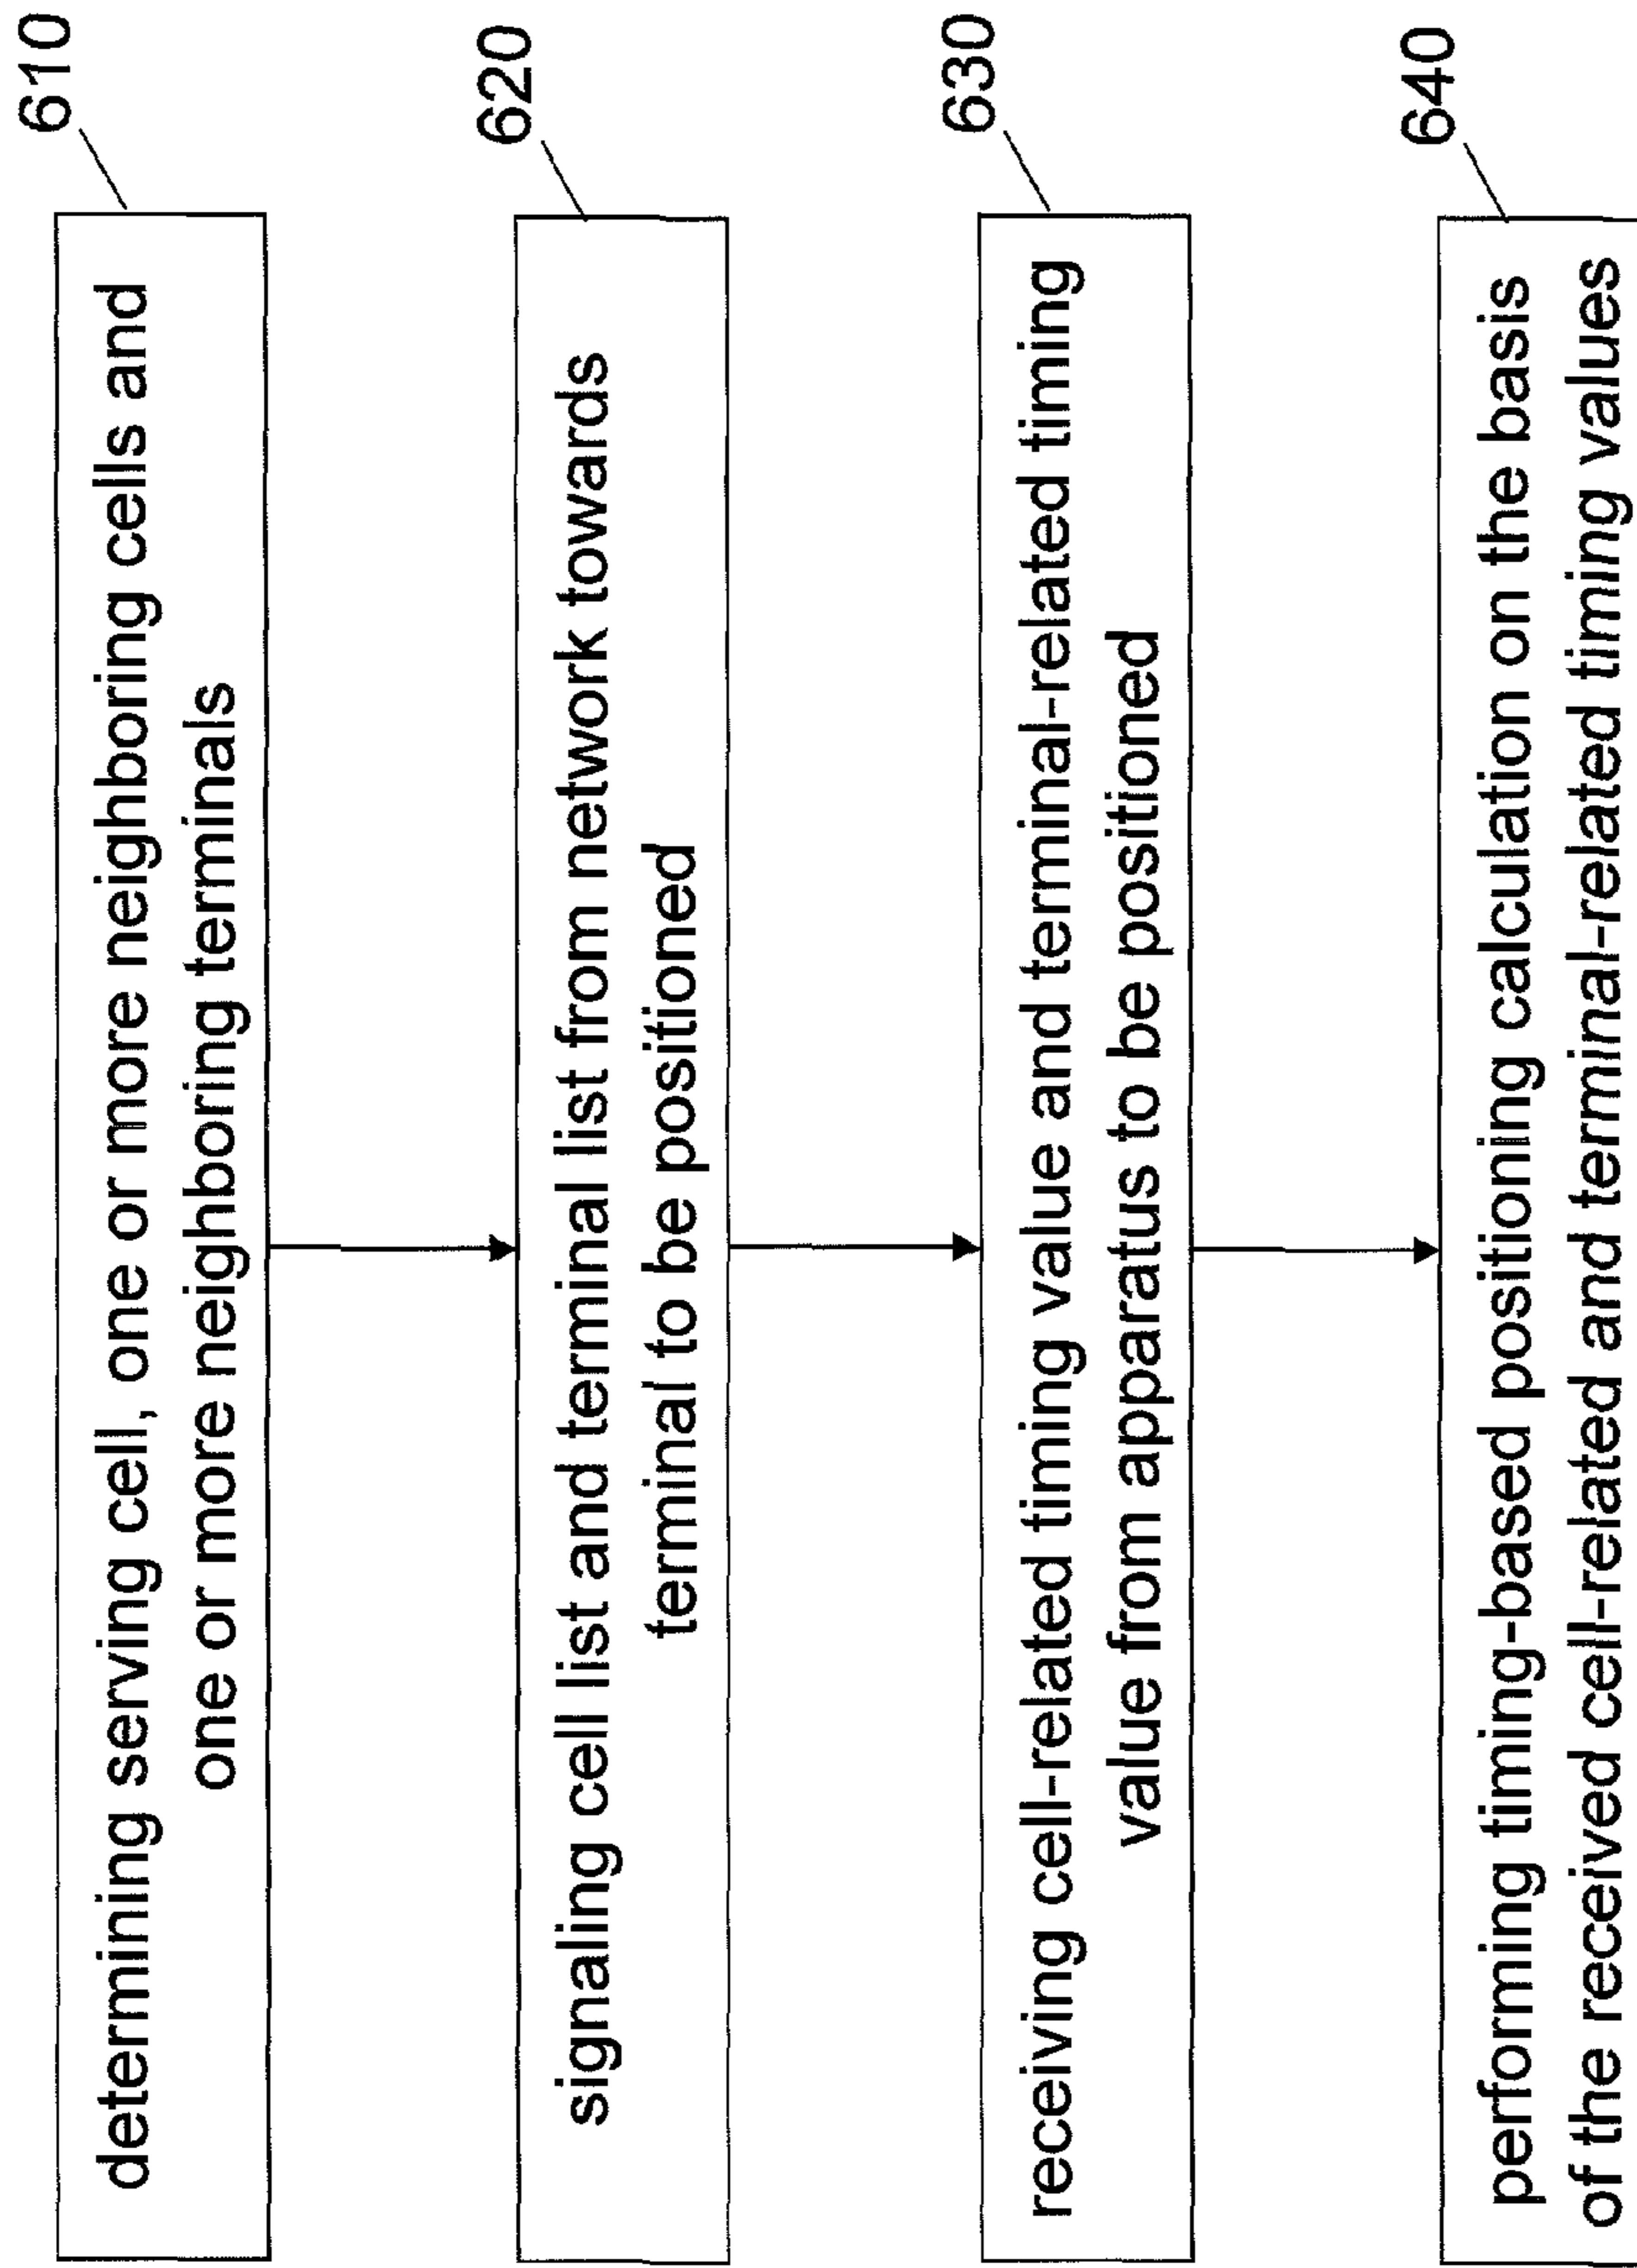 610
determining serving cell, one or more neighboring cells and
one or more neighboring terminals
620
signaling cell list and terminal list from network towards
terminal to be positioned
630
receiving cell-related timing value and terminal-related timing
value from apparatus to be positioned
640
performing timing-based positioning calculation on the basis
of the received cell-related and terminal-related timing values